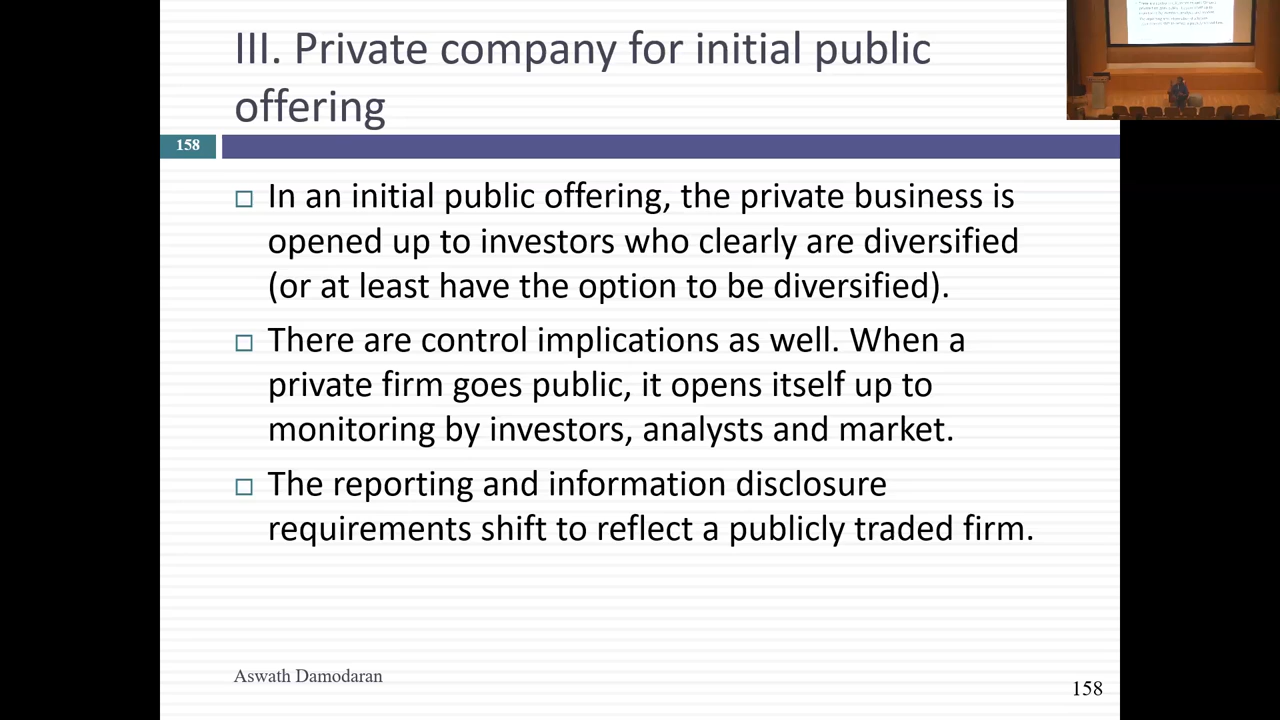 III. Private company for initial public
offering
158
□ In an initial public offering, the private business is
opened up to investors who clearly are diversified
(or at least have the option to be diversified).
□ There are control implications as well. When a
private firm goes public, it opens itself up to
monitoring by investors, analysts and market.
□ The reporting and information disclosure
requirements shift to reflect a publicly traded firm.
Aswath Damodaran
158